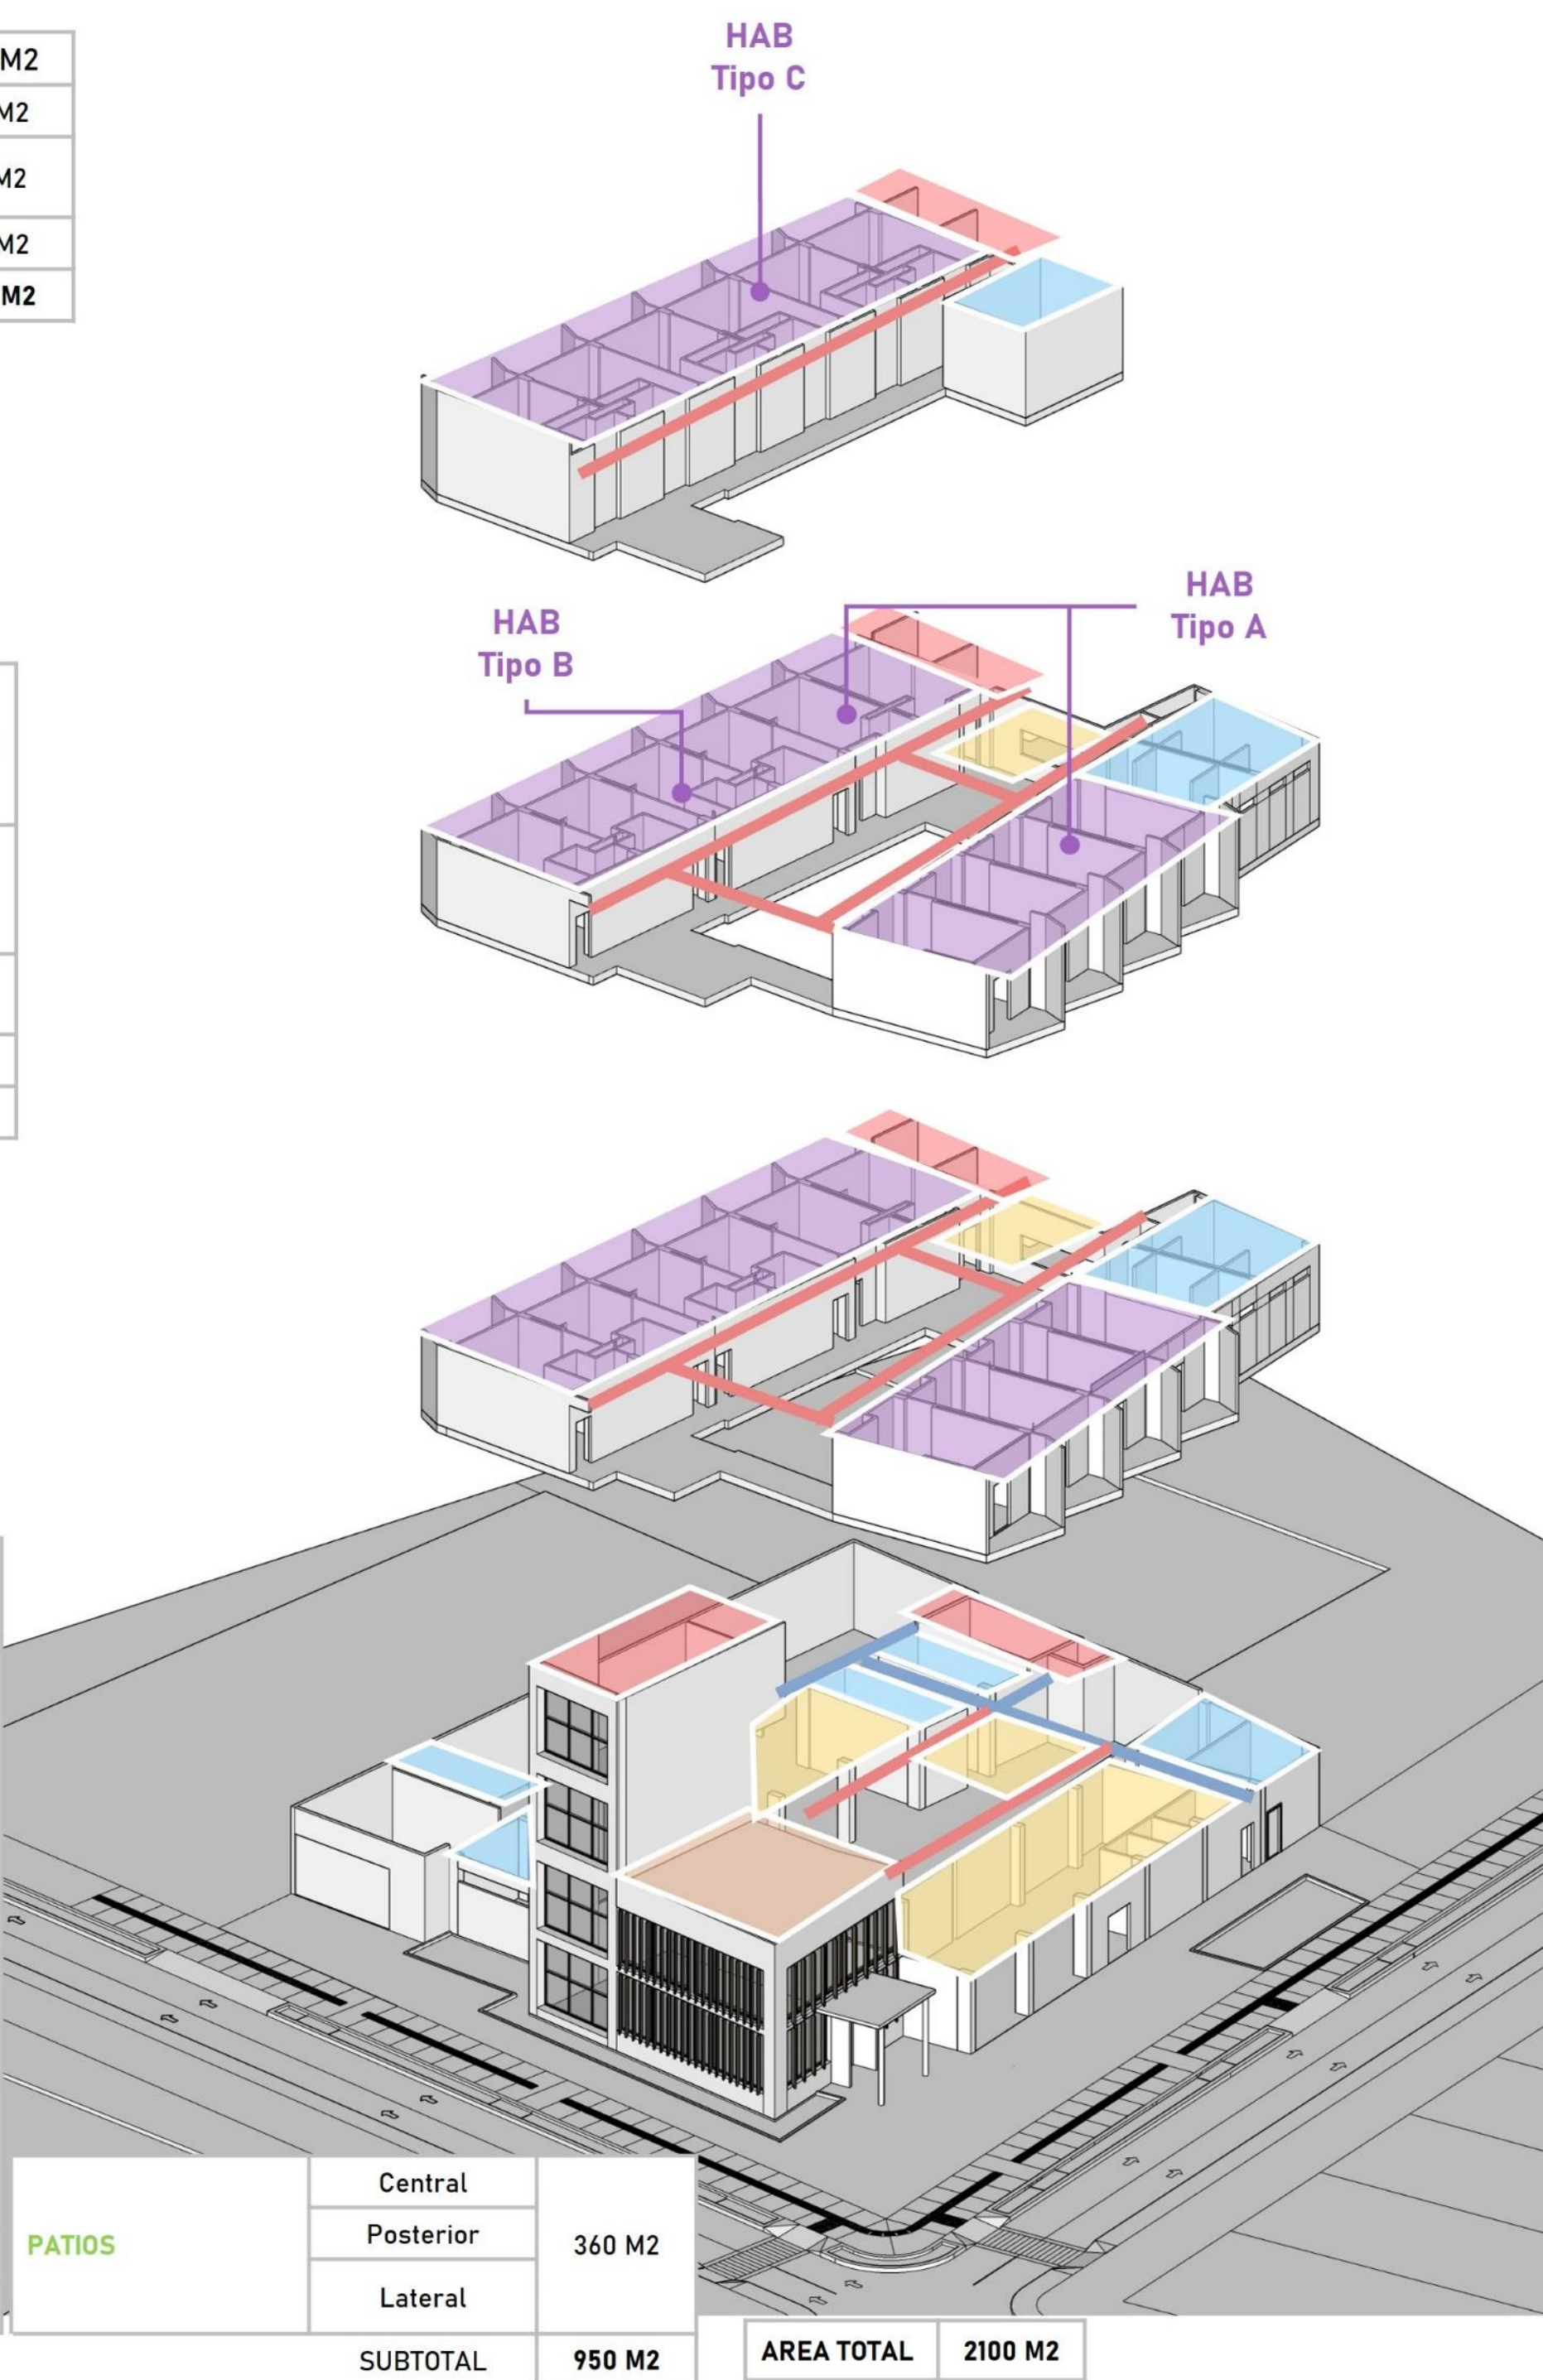 M2
M2
M2
M2
M2
HAB
Tipo C
HAB
Tipo B
HAB
Tipo A
PATIOS
Central
Posterior
Lateral
360 M2
SUBTOTAL
950 M2
AREA TOTAL
2100 M2